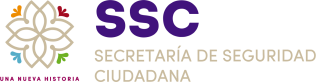 SSC
SECRETARÍA DE SEGURIDAD
CIUDADANA
UNA NUEVA HISTORIA